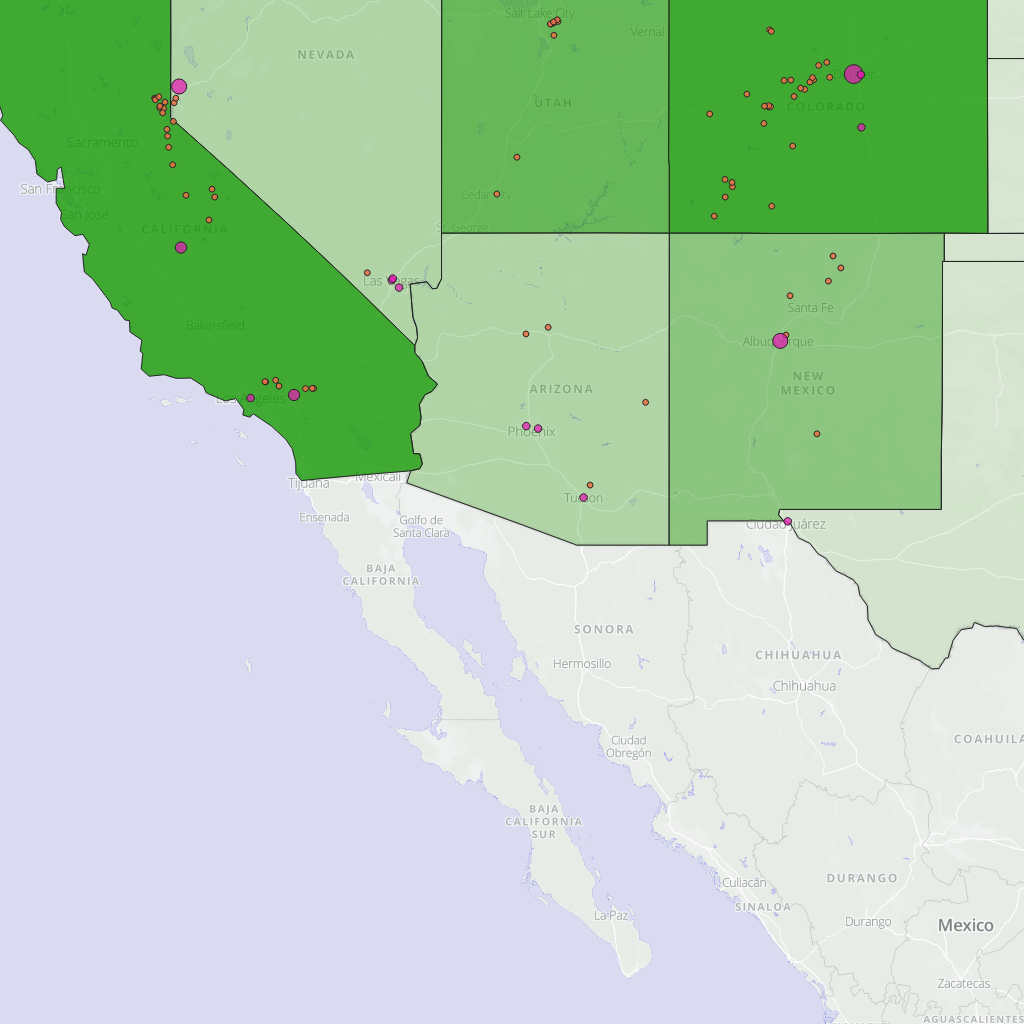 Salt Lake City
Vernal
NEVADA
Denver
UTAH
COLORADO
Sacramento
San Francisco
Cedar City
San José
CALIFORNIA
St. George
Las Vegas
Santa Fe
Bakersfield
Albuquerque
NEW
MEXICO
ARIZONA
Los Angeles
Phoenix
Mexicali
Tijuana
Tucson
Ensenada
Golfo de
Santa Clara
Ciudad Juárez
BAJA
CALIFORNIA
SONORA
CHIHUAHUA
Hermosillo
Chihuahua
Ciudad
Obregón
COAHUILA
BAJA
CALIFORNIA
SUR
Culiacán
DURANGO
SINALOA
La Paz
Durango
Mexico
Zacatecas
AGUASCALIENTES